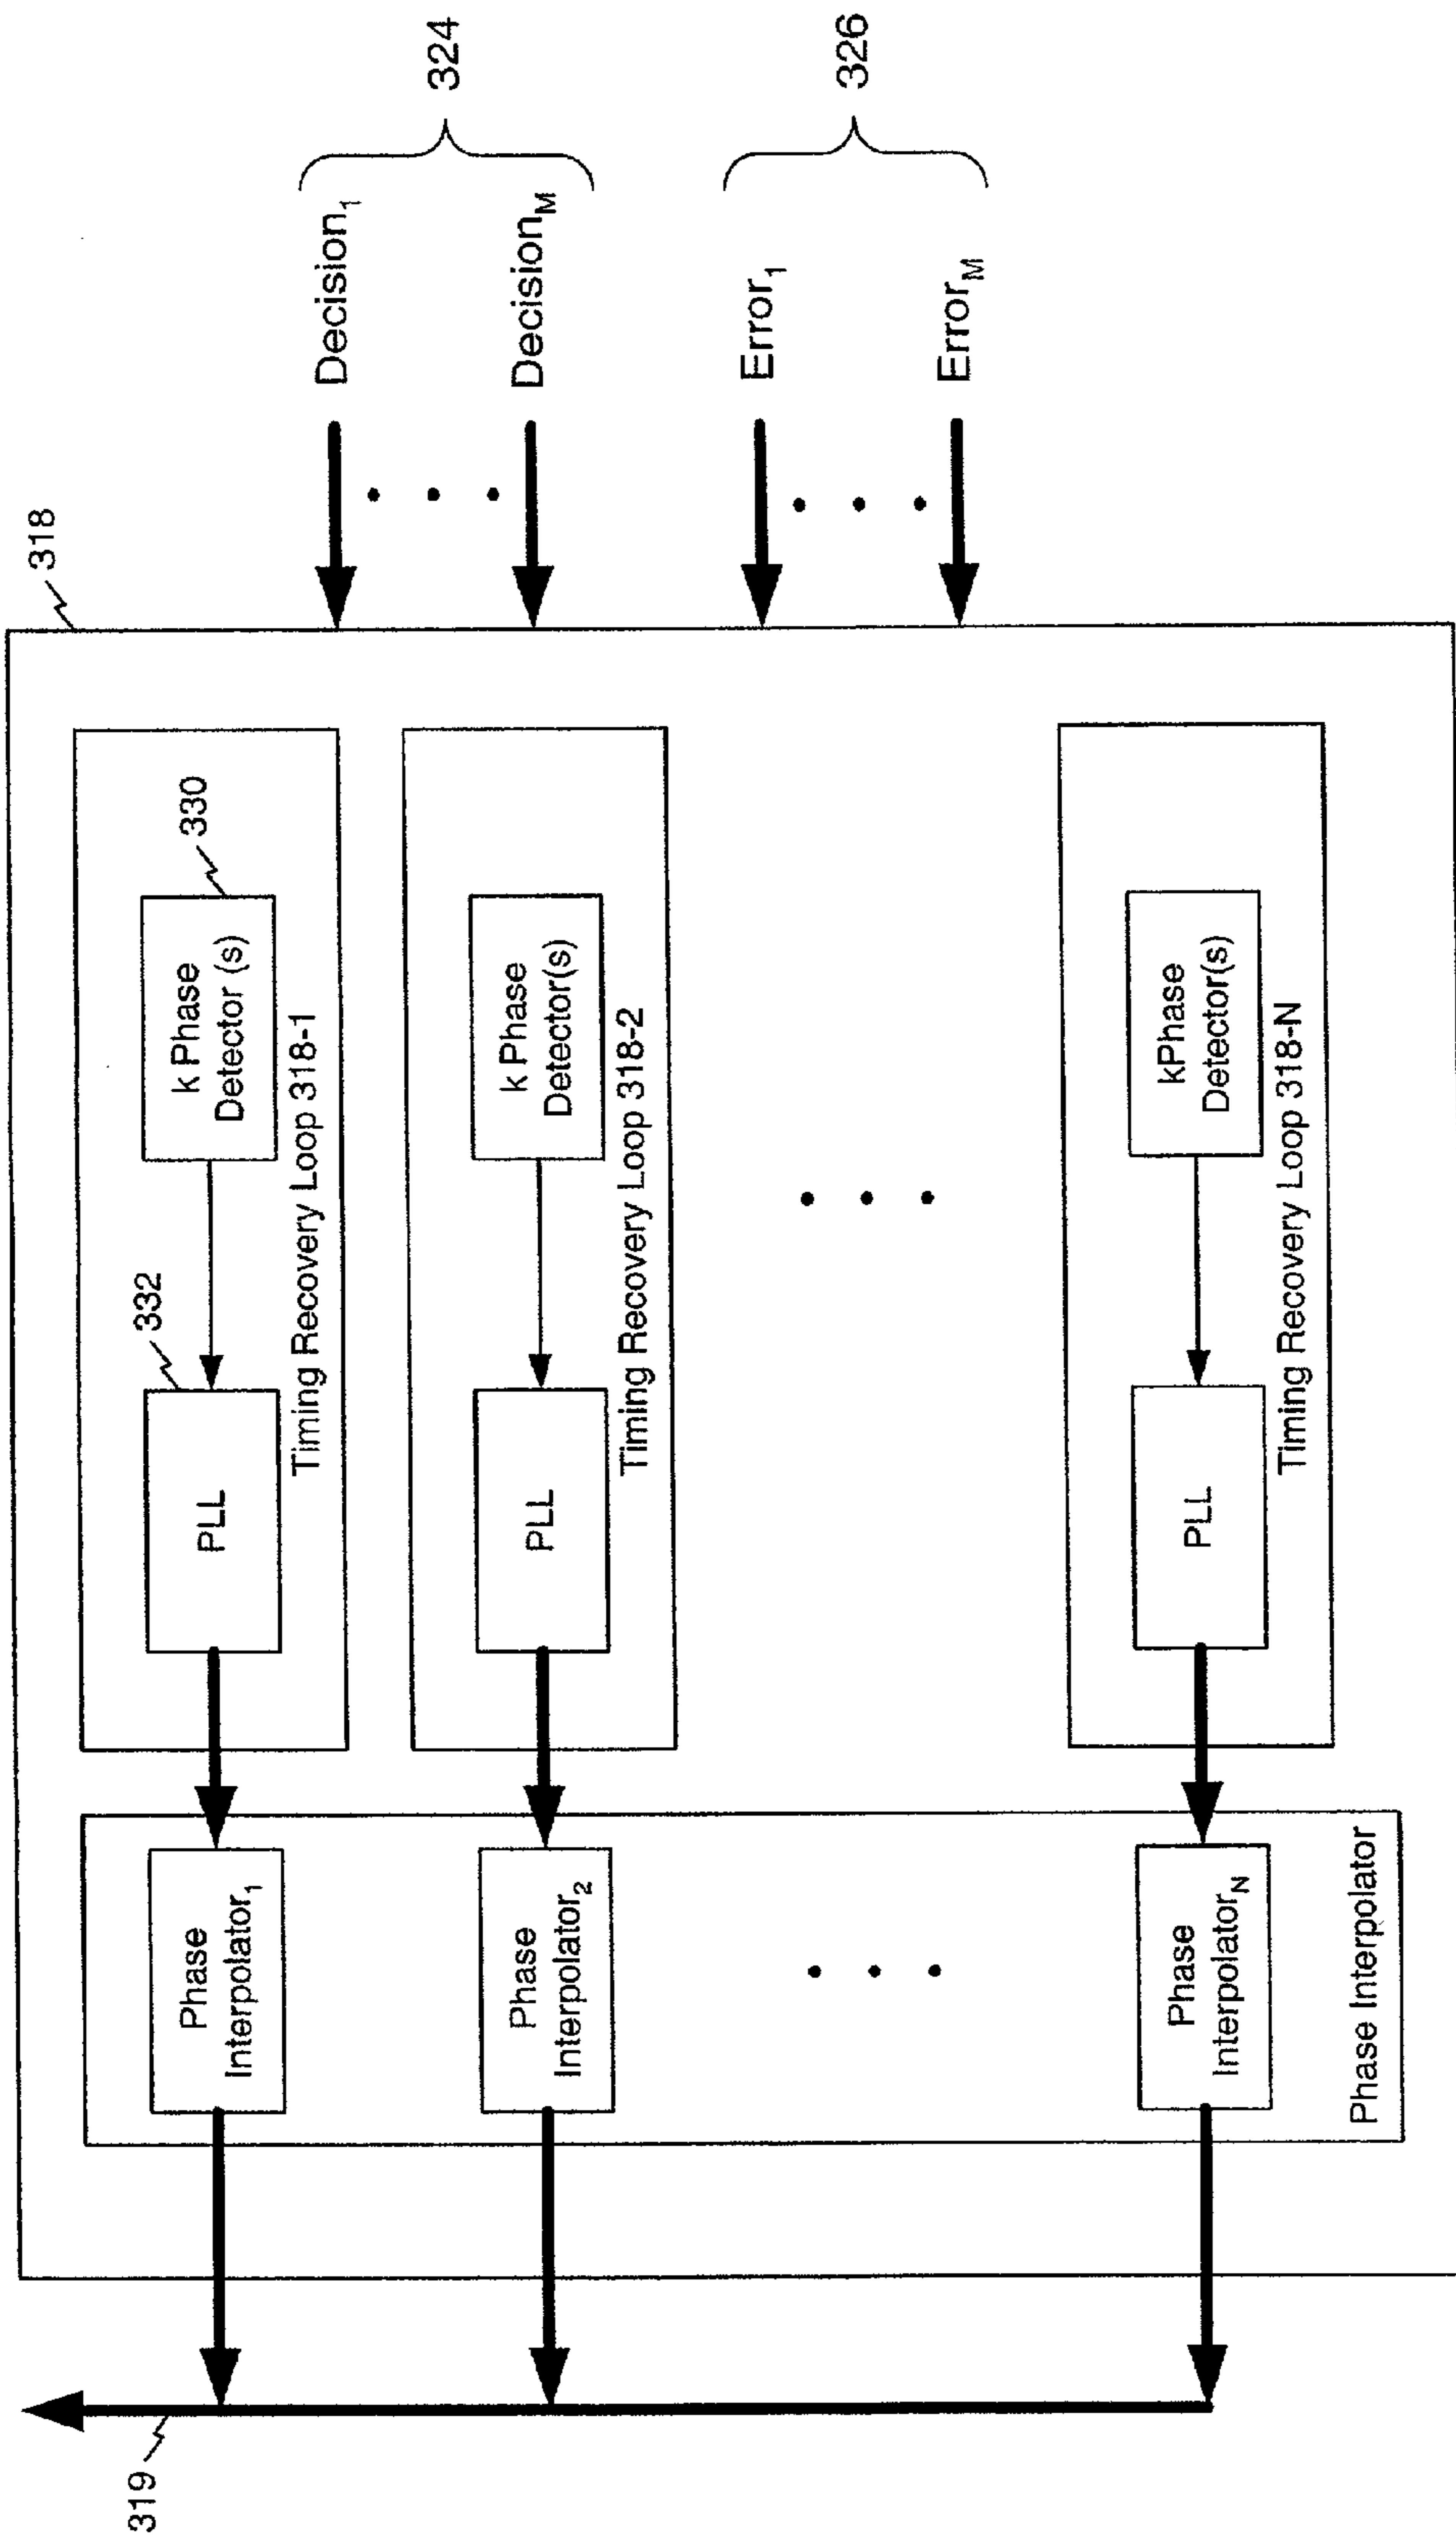 319
318
Phase
Interpolator1
332
PLL
330
k Phase
Detector (s)
Timing Recovery Loop 318-1
Phase
Interpolator2
PLL
k Phase
Detector(s)
Timing Recovery Loop 318-2
Phase
InterpolatorN
PLL
kPhase
Detector(s)
Timing Recovery Loop 318-N
Phase Interpolator
Decision1
DecisionM
324
Error1
ErrorM
326